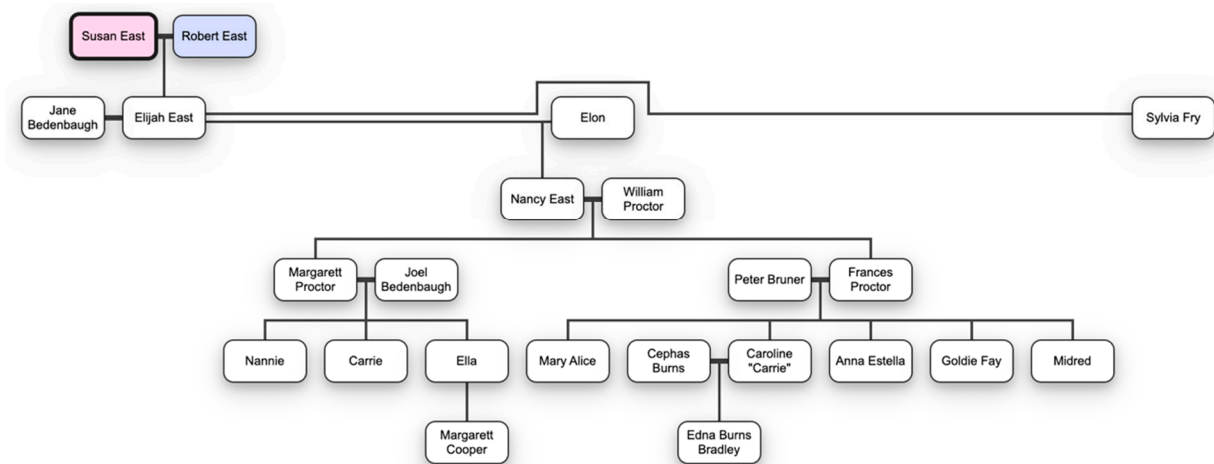 Susan East
Robert East
Jane
Bedenbaugh
Elijah East
Elon
Sylvia Fry
Nancy East
William
Proctor
Margarett
Proctor
Joel
Bedenbaugh
Peter Bruner
Frances
Proctor
Nannie
Carrie
Ella
Mary Alice
Cephas
Burns
Caroline
"Carrie"
Anna Estella
Goldie Fay
Midred
Margarett
Cooper
Edna Burns
Bradley